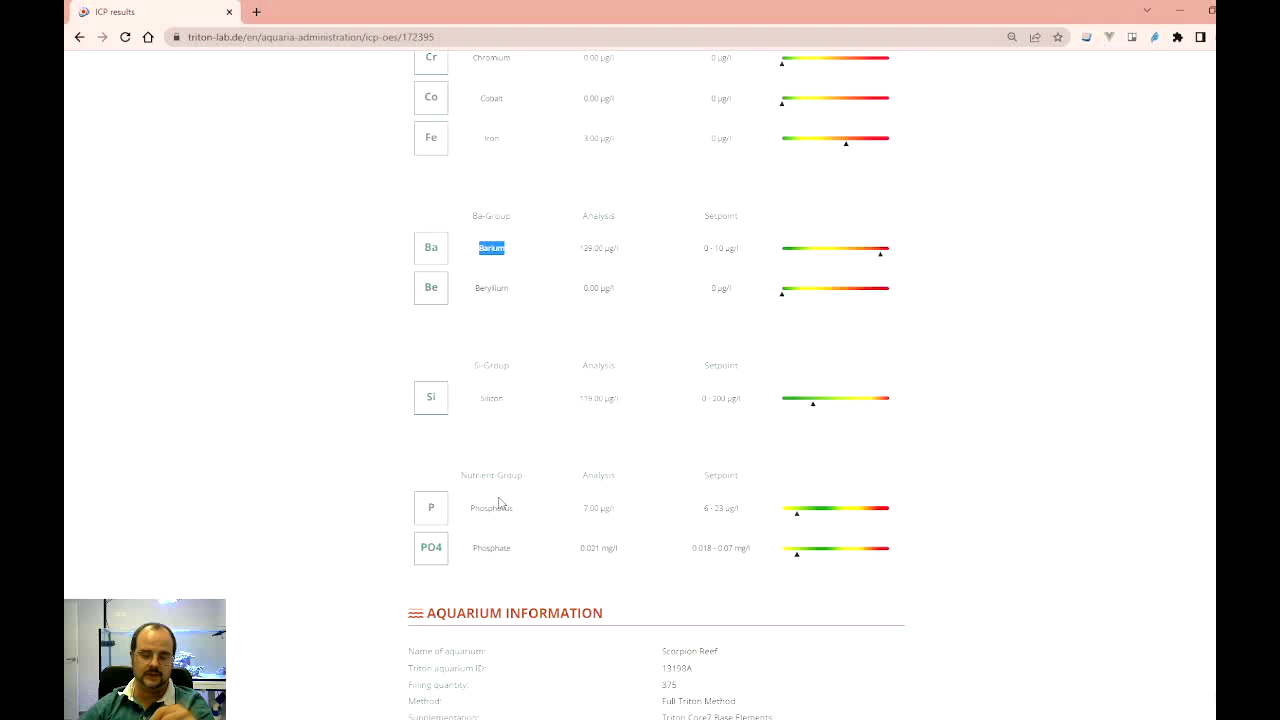 ICP results
triton-lab.de/en/aquaria-administration/icp-oes/172395
Cr Chromium 0.00 µg/l 0 µg/l
Co Cobalt 0.00 µg/l 0 µg/l
Fe Iron 3.00 µg/l 0 µg/l
Ba-Group Analysis Setpoint
Ba Barium 139.00 µg/l 0 - 10 µg/l
Be Beryllium 0.00 µg/l 0 µg/l
Si-Group Analysis Setpoint
Si Silicon 119.00 µg/l 0 - 200 µg/l
Nutrient-Group Analysis Setpoint
P Phosphorus 7.00 µg/l 6 - 23 µg/l
PO4 Phosphate 0.021 mg/l 0.018 - 0.07 mg/l
AQUARIUM INFORMATION
Name of aquarium: Scorpion Reef
Triton aquarium ID: 13198A
Filling quantity: 375
Method: Full Triton Method
Supplementation: Triton Core7 Base Elements